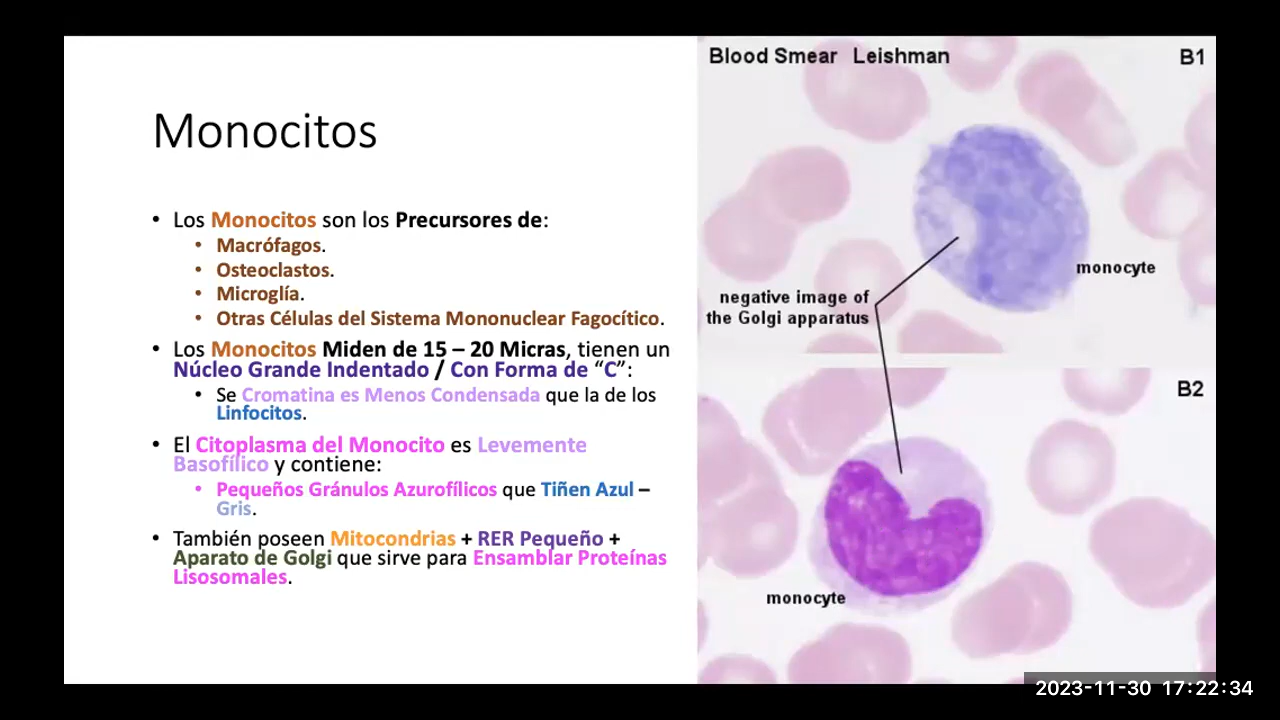 Monocitos
• Los Monocitos son los Precursores de:
• Macrófagos.
• Osteoclastos.
• Microglía.
• Otras Células del Sistema Mononuclear Fagocítico.
• Los Monocitos Miden de 15 – 20 Micras, tienen un
Núcleo Grande Indentado / Con Forma de “C”:
• Se Cromatina es Menos Condensada que la de los
Linfocitos.
• El Citoplasma del Monocito es Levemente
Basofílico y contiene:
• Pequeños Gránulos Azurofílicos que Tiñen Azul –
Gris.
• También poseen Mitocondrias + RER Pequeño +
Aparato de Golgi que sirve para Ensamblar Proteínas
Lisosomales.
Blood Smear Leishman
B1
monocyte
negative image of
the Golgi apparatus
B2
monocyte
2023-11-30 17:22:34